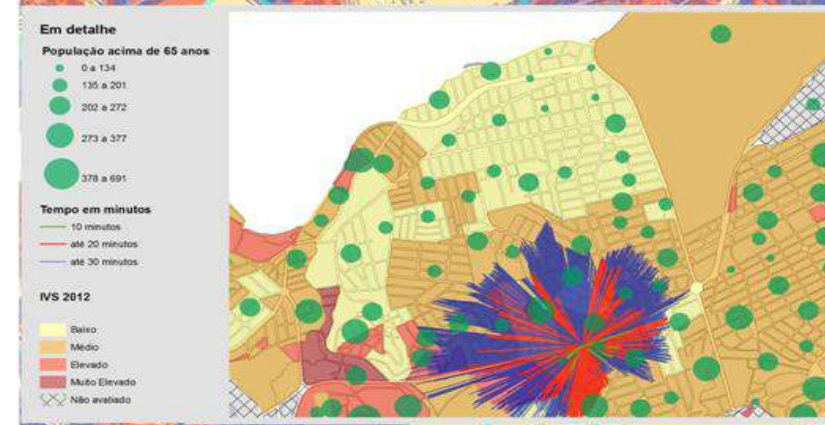 Em detalhe
População acima de 65 anos
0 a 134
135 a 201
202 a 272
273 a 377
378 a 691
Tempo em minutos
10 minutos
até 20 minutos
até 30 minutos
IVS 2012
Baixo
Médio
Elevado
Muito Elevado
Não avaliado